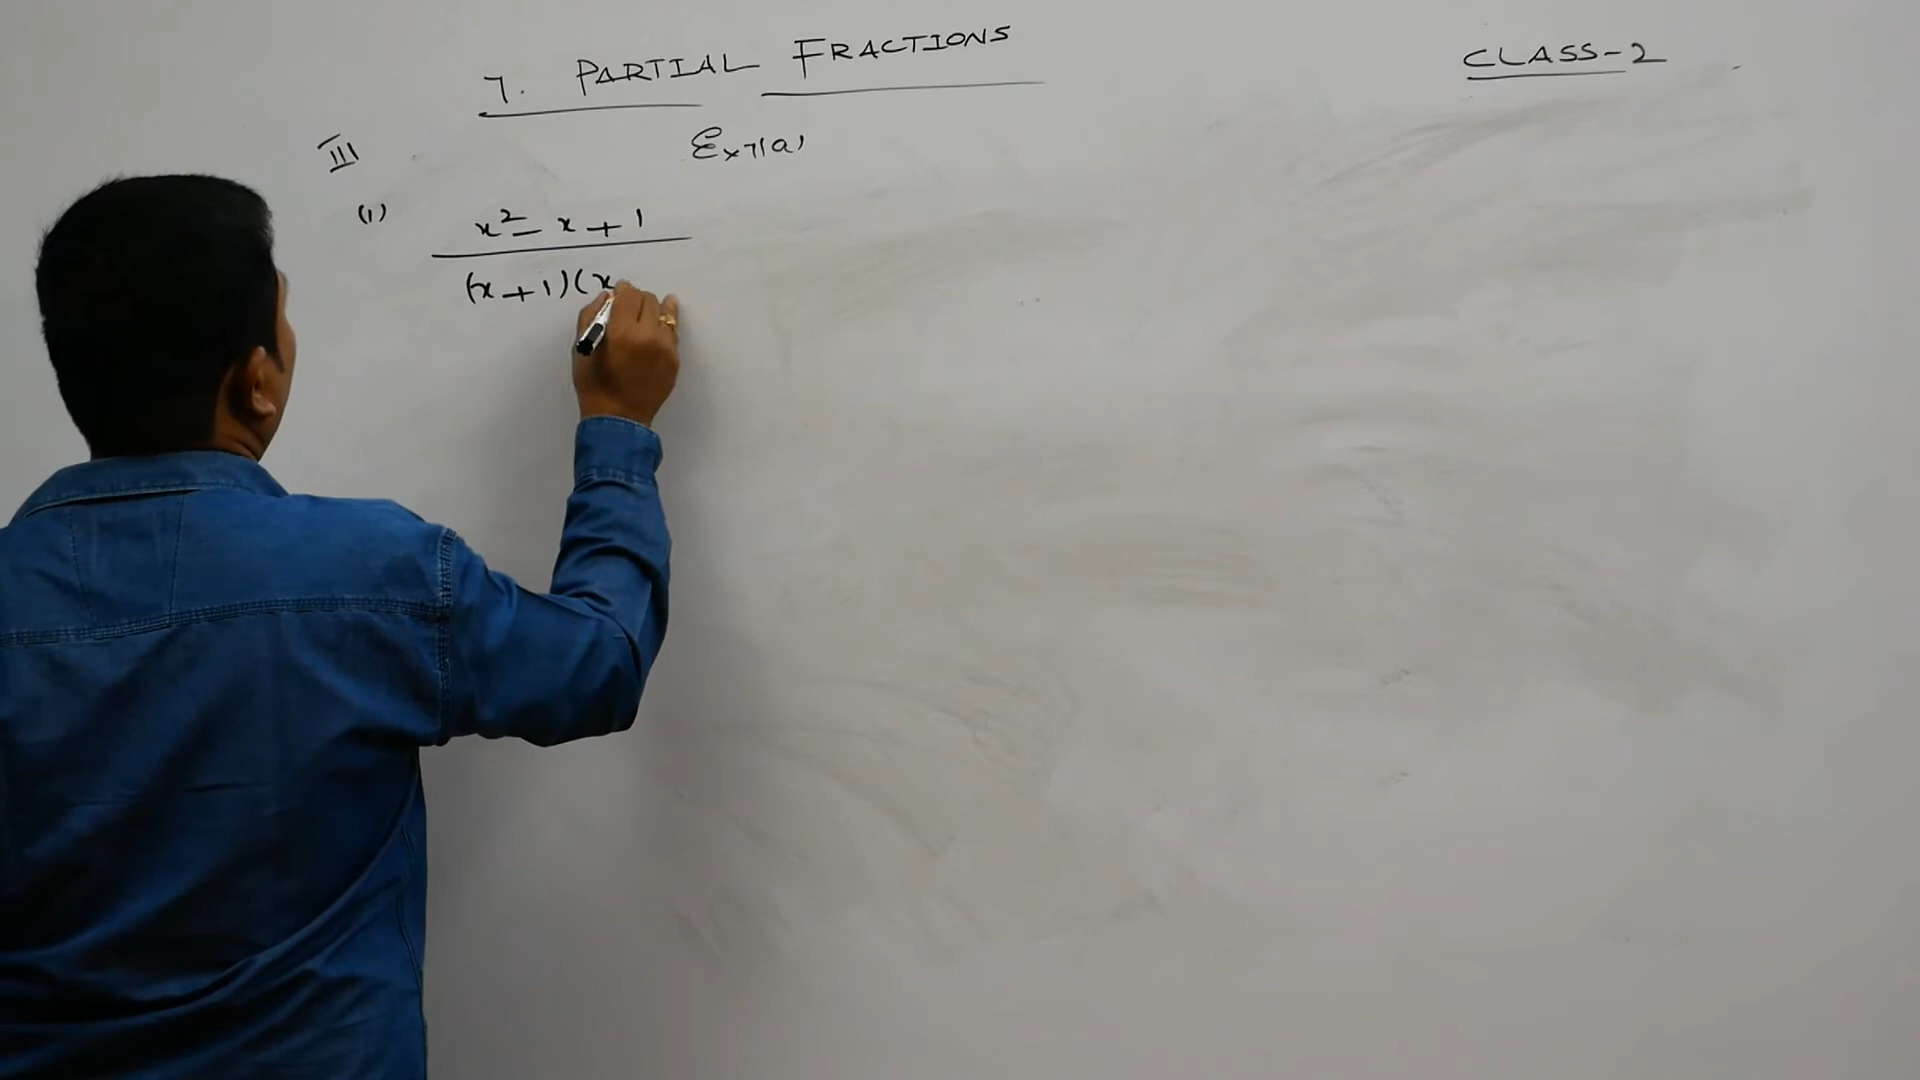 7. PARTIAL FRACTIONS
CLASS-2
Ex 7(a)
III
(1) x² - x + 1
(x + 1)(x